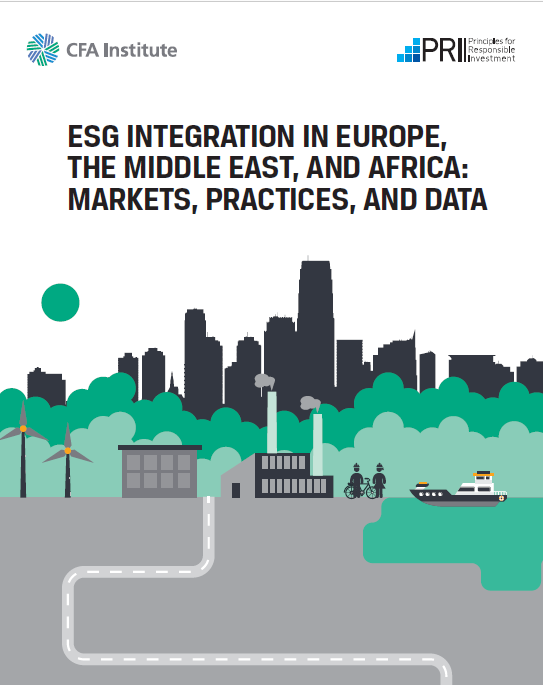 CFA Institute
PRI Principles for
Responsible
Investment
ESG INTEGRATION IN EUROPE,
THE MIDDLE EAST, AND AFRICA:
MARKETS, PRACTICES, AND DATA